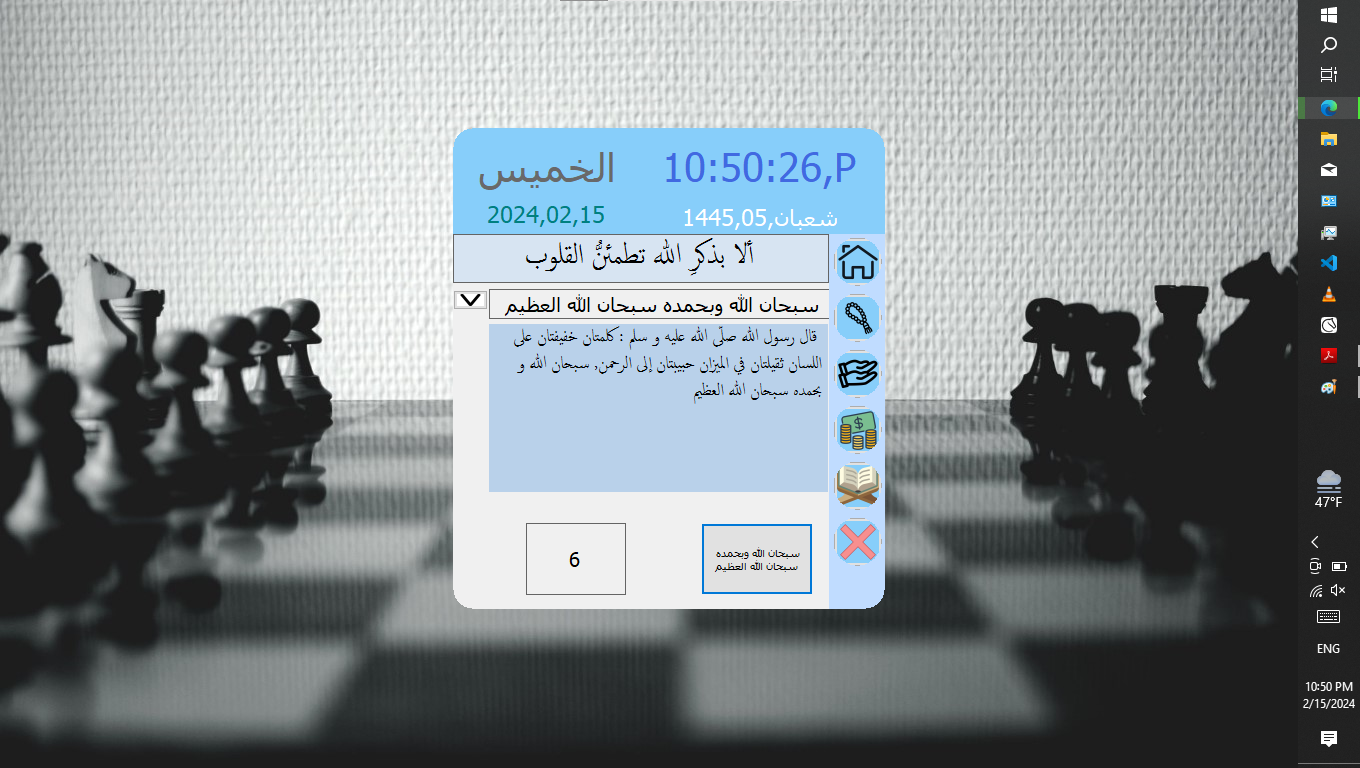 الخميس 10:50:26,P
2024,02,15 شعبان,05,1445
ألا بذكرِ الله تطمئنُّ القلوب
سبحان الله وبحمده سبحان الله العظيم
قال رسول الله صلّى الله عليه و سلم :كلمتان خفيفتان على
اللسان ثقيلتان في الميزان حبيبتان إلى الرحمن, سبحان الله و
بحمده سبحان الله العظيم
6
سبحان الله وبحمده
سبحان الله العظيم
47°F
ENG
10:50 PM
2/15/2024